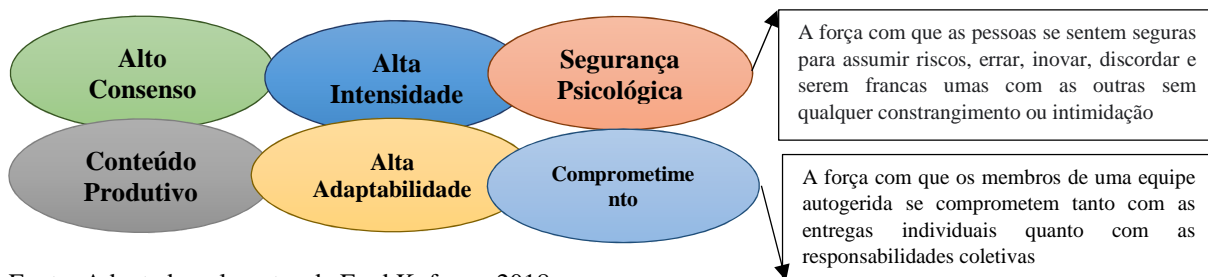 Alto
Consenso
Alta
Intensidade
Segurança
Psicológica
A força com que as pessoas se sentem seguras
para assumir riscos, errar, inovar, discordar e
serem francas umas com as outras sem
qualquer constrangimento ou intimidação
Conteúdo
Produtivo
Alta
Adaptabilidade
Comprometime
nto
A força com que os membros de uma equipe
autogerida se comprometem tanto com as
entregas individuais quanto com as
responsabilidades coletivas